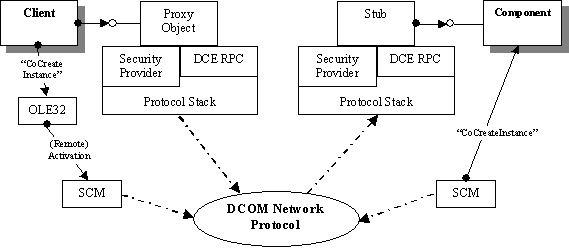 Client
Proxy
Object
Stub
Component
Security
Provider
DCE RPC
Protocol Stack
Security
Provider
DCE RPC
Protocol Stack
“CoCreate
Instance”
OLE32
(Remote)
Activation
SCM
“CoCreateInstance”
SCM
DCOM Network
Protocol